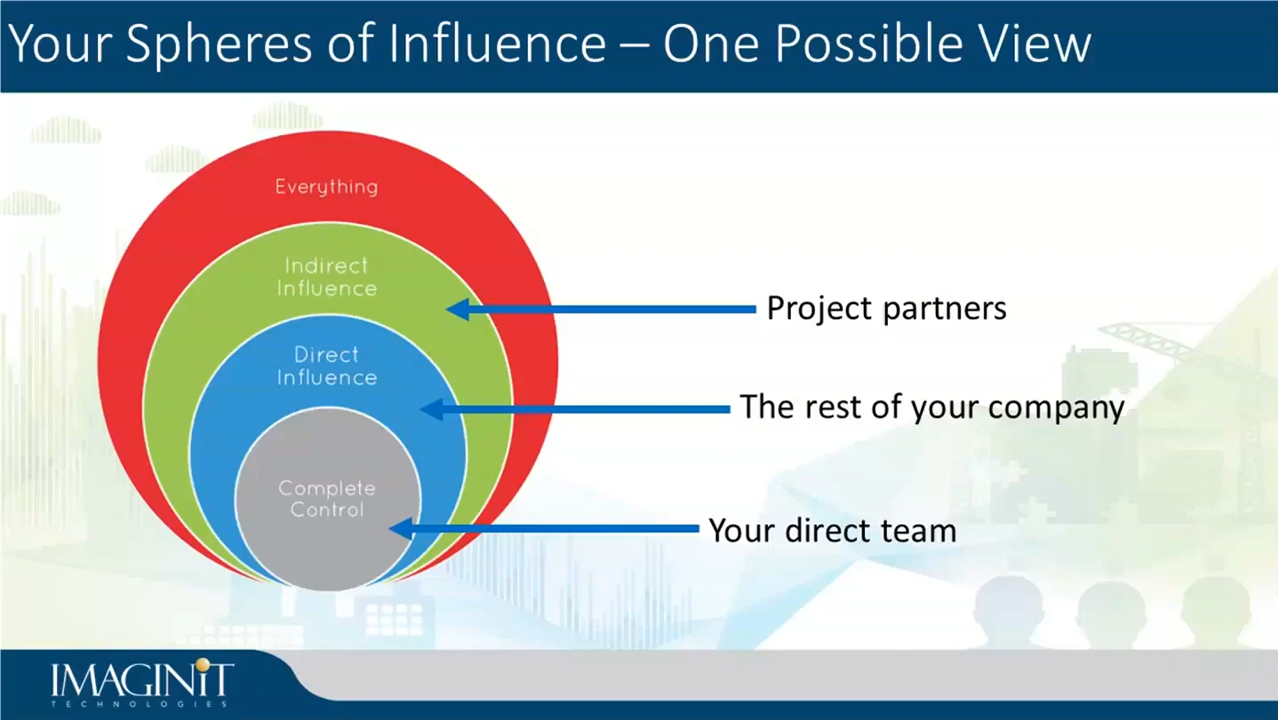 Your Spheres of Influence – One Possible View
Everything
Indirect
Influence
Project partners
Direct
Influence
The rest of your company
Complete
Control
Your direct team
IMAGINiT
TECHNOLOGIES